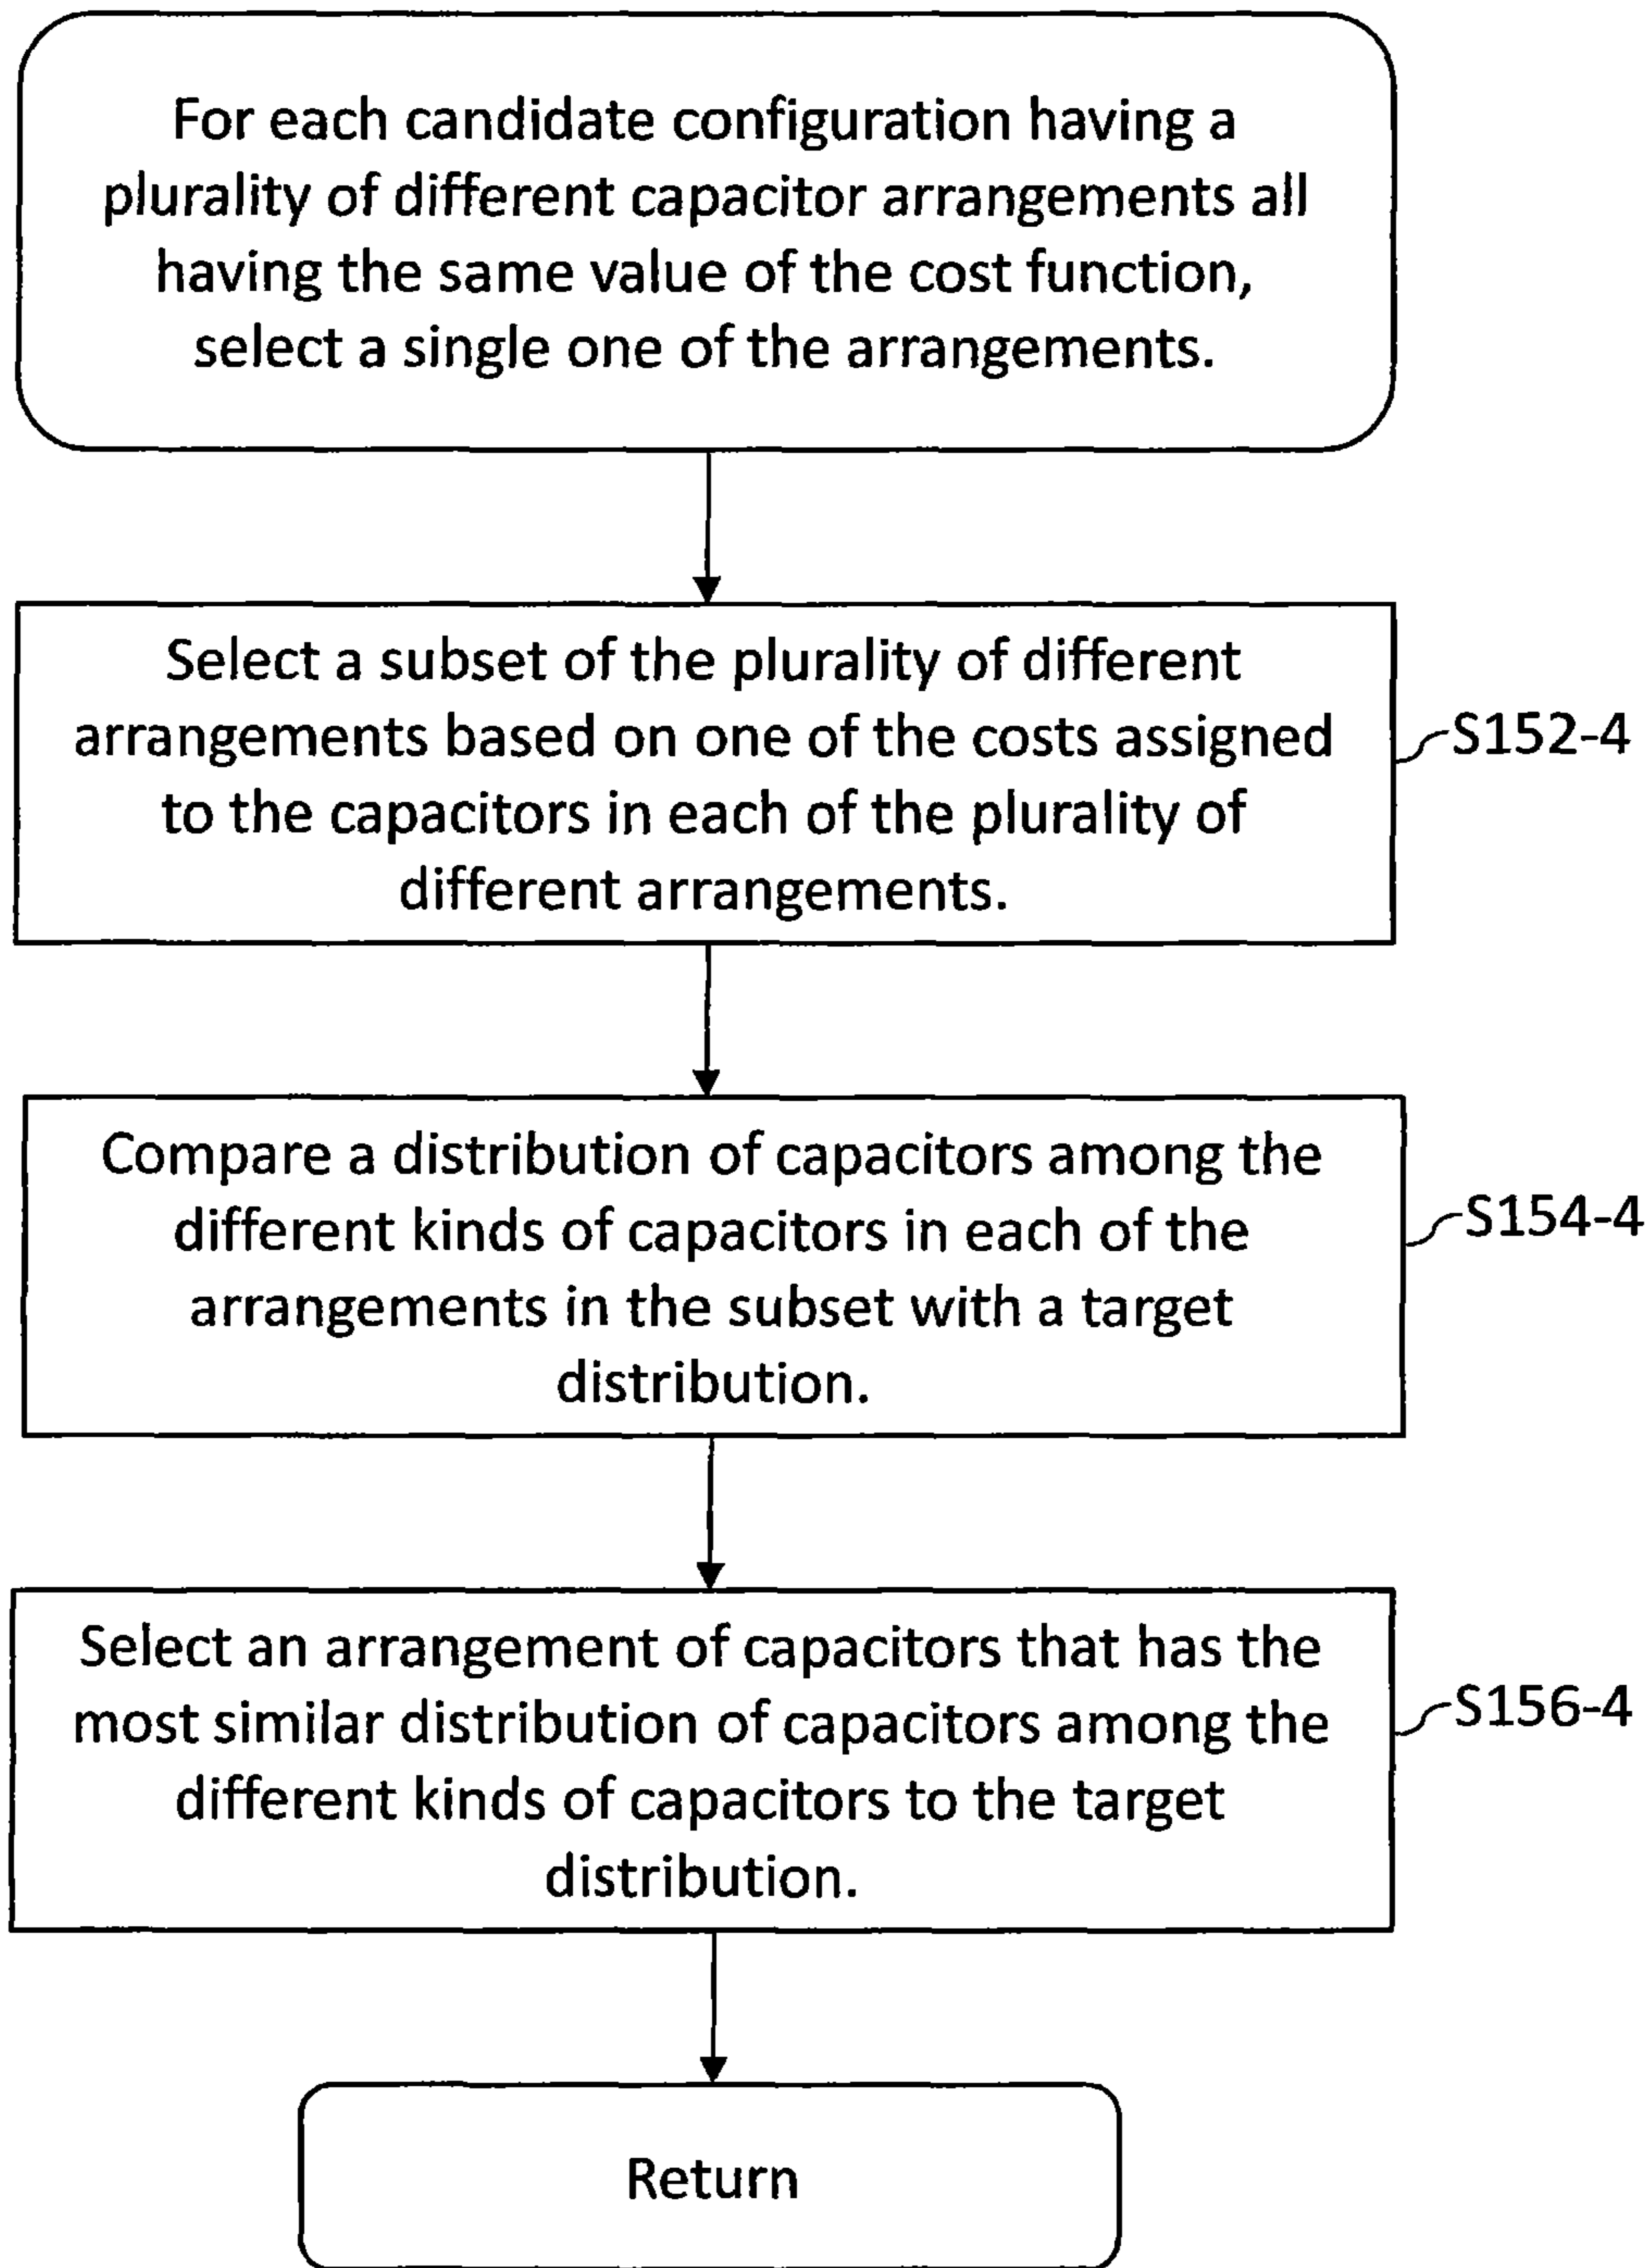 For each candidate configuration having a
plurality of different capacitor arrangements all
having the same value of the cost function,
select a single one of the arrangements.
Select a subset of the plurality of different
arrangements based on one of the costs assigned
to the capacitors in each of the plurality of
different arrangements.
S152-4
Compare a distribution of capacitors among the
different kinds of capacitors in each of the
arrangements in the subset with a target
distribution.
S154-4
Select an arrangement of capacitors that has the
most similar distribution of capacitors among the
different kinds of capacitors to the target
distribution.
S156-4
Return